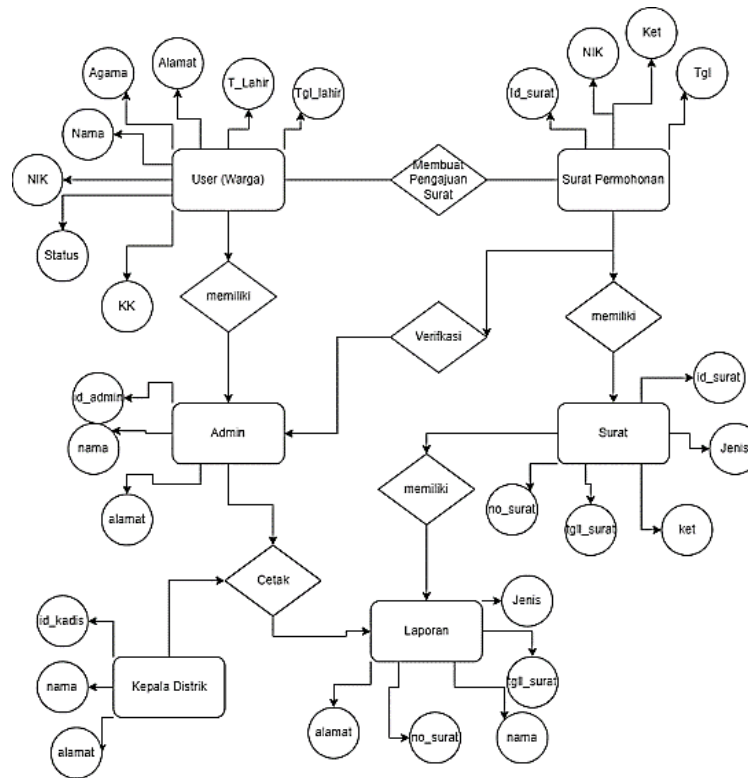 Ket
NIK
Alamat
Agama
T_Lahir
Tgl_lahir
Id_surat
Tgl
Nama
NIK
User (Warga)
Membuat
Pengajuan
Surat
Surat Permohonan
Status
KK
memiliki
Verifkasi
memiliki
id_admin
nama
Admin
alamat
id_surat
Surat
Jenis
memiliki
no_surat
tgll_surat
ket
Cetak
id_kadis
nama
Kepala Distrik
alamat
Jenis
Laporan
tgll_surat
alamat
no_surat
nama